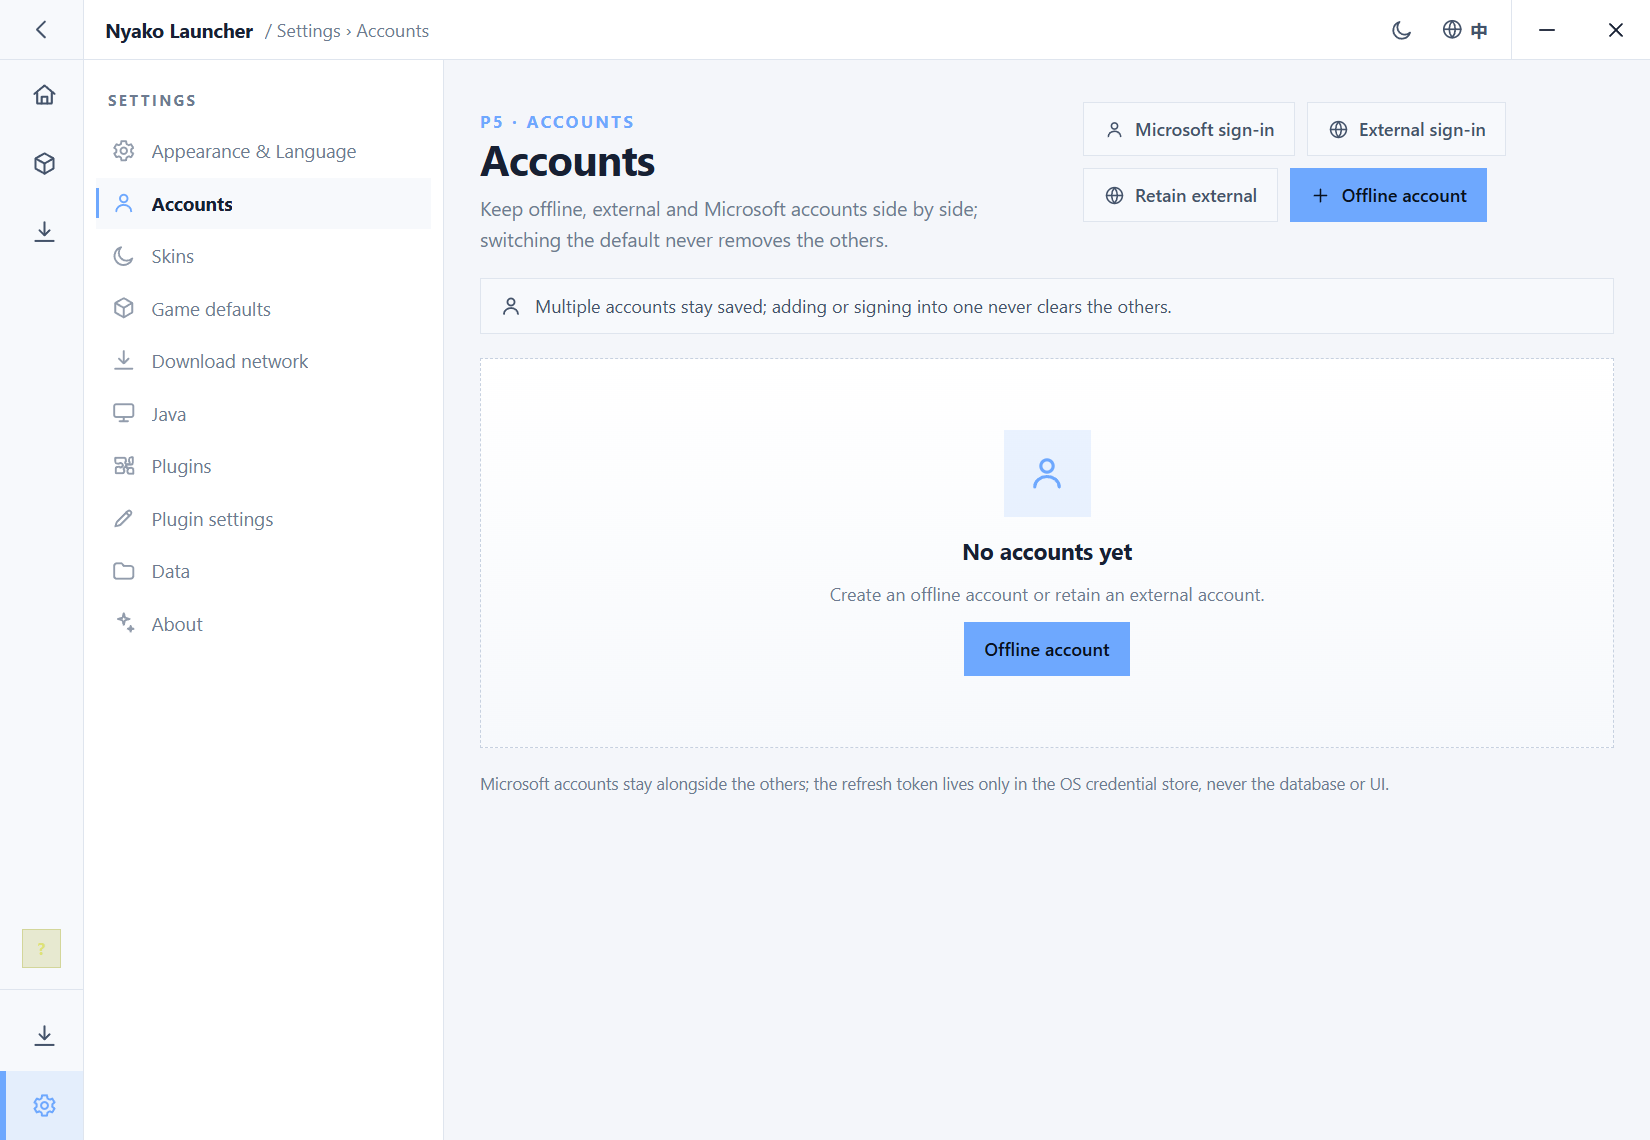 Nyako Launcher / Settings › Accounts
中
SETTINGS
Appearance & Language
Accounts
Skins
Game defaults
Download network
Java
Plugins
Plugin settings
Data
About
?
P5 · ACCOUNTS
Accounts
Keep offline, external and Microsoft accounts side by side;
switching the default never removes the others.
Microsoft sign-in
External sign-in
Retain external
Offline account
Multiple accounts stay saved; adding or signing into one never clears the others.
No accounts yet
Create an offline account or retain an external account.
Offline account
Microsoft accounts stay alongside the others; the refresh token lives only in the OS credential store, never the database or UI.